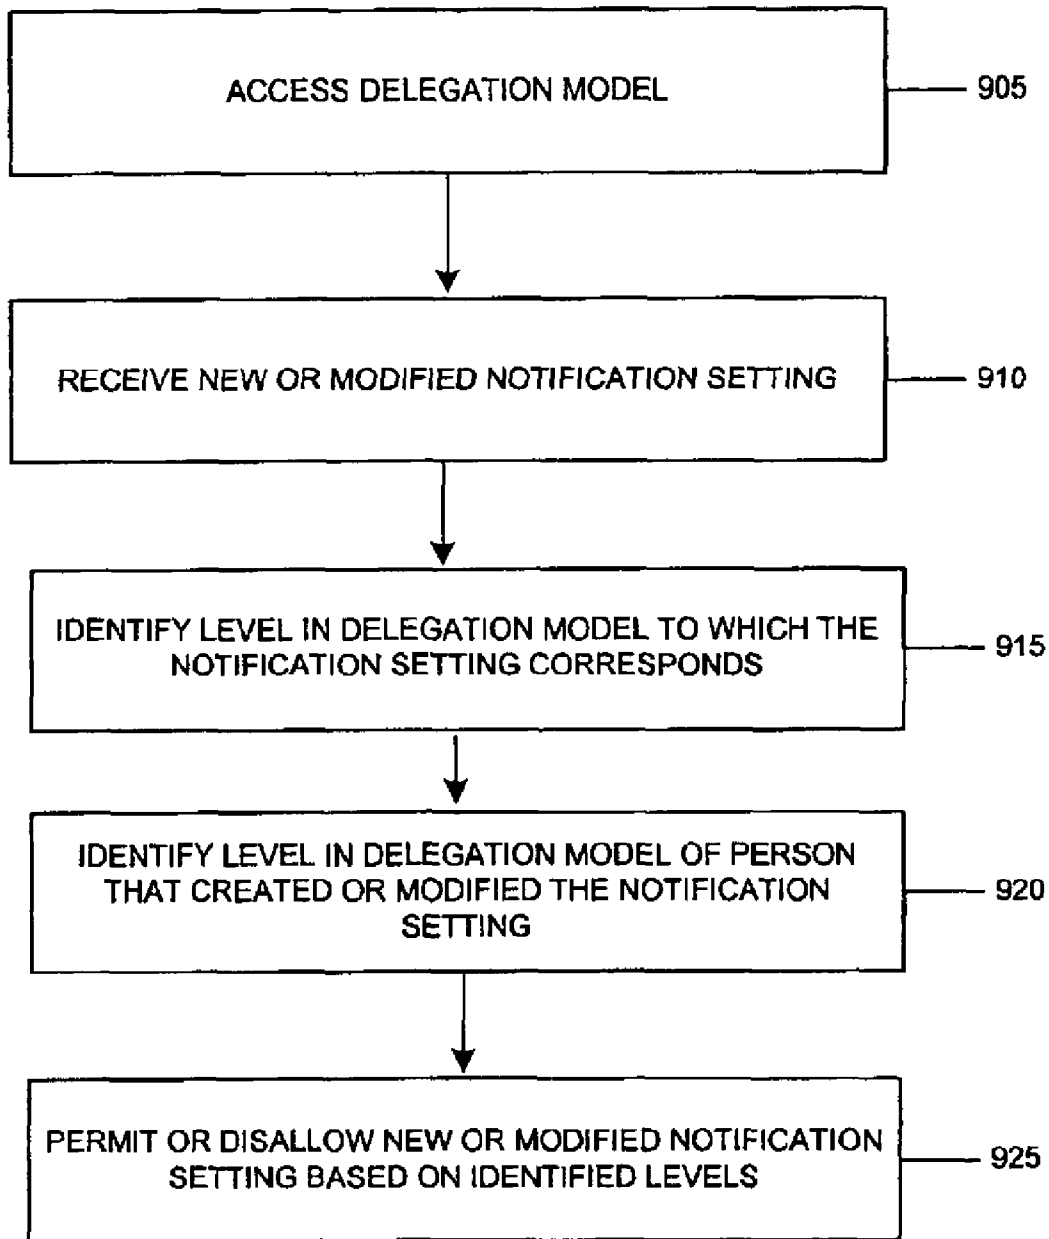 ACCESS DELEGATION MODEL
905
RECEIVE NEW OR MODIFIED NOTIFICATION SETTING
910
IDENTIFY LEVEL IN DELEGATION MODEL TO WHICH THE
NOTIFICATION SETTING CORRESPONDS
915
IDENTIFY LEVEL IN DELEGATION MODEL OF PERSON
THAT CREATED OR MODIFIED THE NOTIFICATION
SETTING
920
PERMIT OR DISALLOW NEW OR MODIFIED NOTIFICATION
SETTING BASED ON IDENTIFIED LEVELS
925